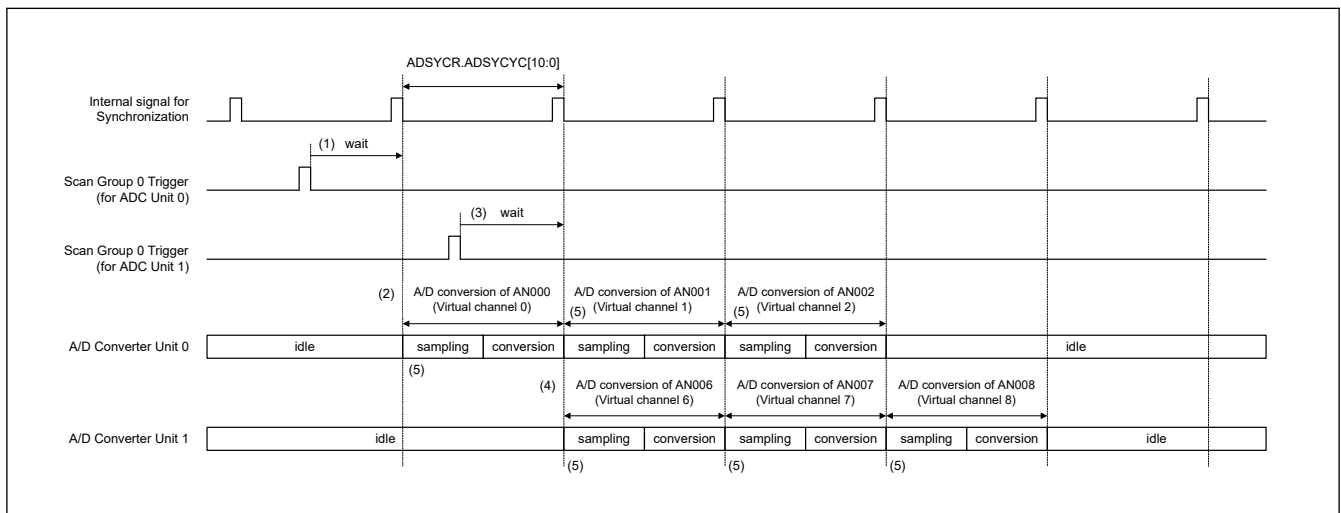 ADSYCR.ADSYCYC[10:0]
Internal signal for
Synchronization
(1) wait
Scan Group 0 Trigger
(for ADC Unit 0)
(3) wait
Scan Group 0 Trigger
(for ADC Unit 1)
(2)
A/D conversion of AN000
(Virtual channel 0)
A/D conversion of AN001
(5) (Virtual channel 1)
A/D conversion of AN002
(5) (Virtual channel 2)
A/D Converter Unit 0
idle
sampling
conversion
sampling
conversion
sampling
conversion
idle
(5)
(4)
A/D conversion of AN006
(Virtual channel 6)
A/D conversion of AN007
(Virtual channel 7)
A/D conversion of AN008
(Virtual channel 8)
A/D Converter Unit 1
idle
sampling
conversion
sampling
conversion
sampling
conversion
idle
(5)
(5)
(5)